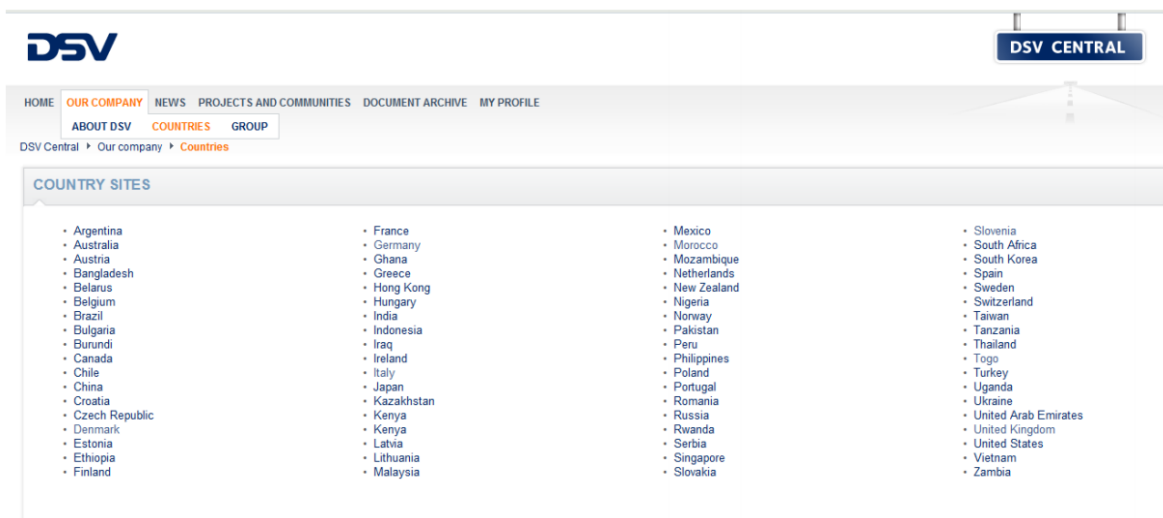 DSV
DSV CENTRAL
HOME OUR COMPANY NEWS PROJECTS AND COMMUNITIES DOCUMENT ARCHIVE MY PROFILE
ABOUT DSV COUNTRIES GROUP
DSV Central Our company Countries
COUNTRY SITES
Argentina
Australia
Austria
Bangladesh
Belarus
Belgium
Brazil
Bulgaria
Burundi
Canada
Chile
China
Croatia
Czech Republic
Denmark
Estonia
Ethiopia
Finland
France
Germany
Ghana
Greece
Hong Kong
Hungary
India
Indonesia
Iraq
Ireland
Italy
Japan
Kazakhstan
Kenya
Kenya
Latvia
Lithuania
Malaysia
Mexico
Morocco
Mozambique
Netherlands
New Zealand
Nigeria
Norway
Pakistan
Peru
Philippines
Poland
Portugal
Romania
Russia
Rwanda
Serbia
Singapore
Slovakia
Slovenia
South Africa
South Korea
Spain
Sweden
Switzerland
Taiwan
Tanzania
Thailand
Togo
Turkey
Uganda
Ukraine
United Arab Emirates
United Kingdom
United States
Vietnam
Zambia